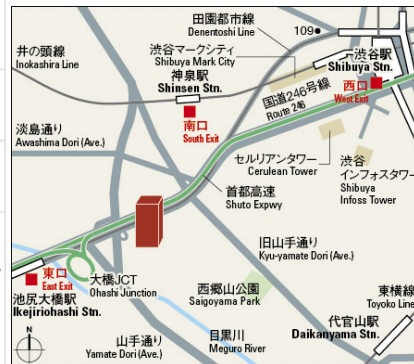 田園都市線
Denentoshi Line
109
井の頭線
Inokashira Line
渋谷マークシティ
Shibuya Mark City
渋谷駅
Shibuya Stn.
神泉駅
Shinsen Stn.
西口
West Exit
国道246号線
Route 246
南口
South Exit
淡島通り
Awashima Dori (Ave.)
セルリアンタワー
Cerulean Tower
渋谷
インフォスタワー
Shibuya
Infoss Tower
首都高速
Shuto Expwy
旧山手通り
Kyu-yamate Dori (Ave.)
東口
East Exit
大橋JCT
Ohashi Junction
池尻大橋駅
Ikejiriohashi Stn.
西郷山公園
Saigoyama Park
東横線
Toyoko Line
代官山駅
Daikanyama Stn.
目黒川
Meguro River
山手通り
Yamate Dori (Ave.)
N